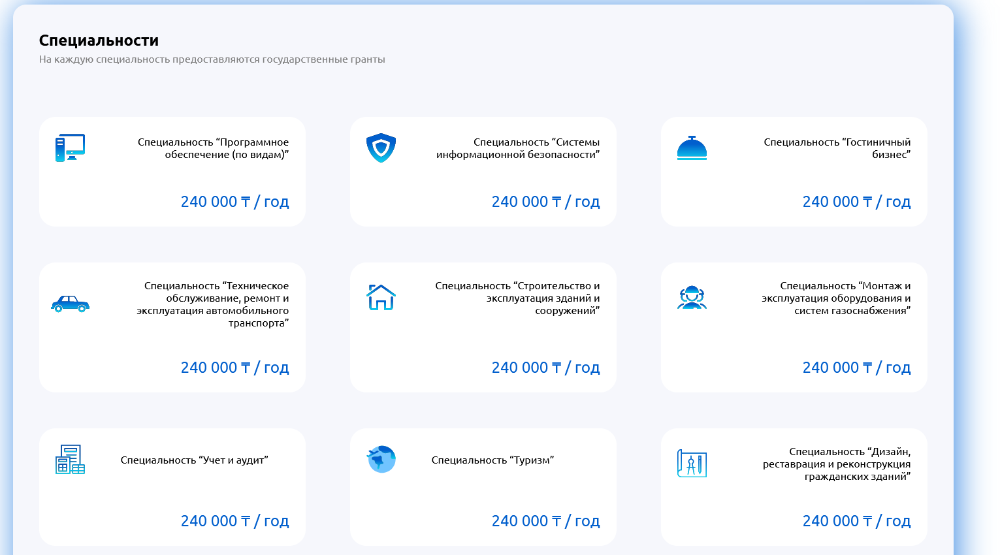 Специальности
На каждую специальность предоставляются государственные гранты
Специальность “Программное
обеспечение (по видам)”
240 000 ₸ / год
Специальность “Системы
информационной безопасности”
240 000 ₸ / год
Специальность “Гостиничный
бизнес”
240 000 ₸ / год
Специальность “Техническое
обслуживание, ремонт и
эксплуатация автомобильного
транспорта”
240 000 ₸ / год
Специальность “Строительство и
эксплуатация зданий и
сооружений”
240 000 ₸ / год
Специальность “Монтаж и
эксплуатация оборудования и
систем газоснабжения”
240 000 ₸ / год
Специальность “Учет и аудит”
240 000 ₸ / год
Специальность “Туризм”
240 000 ₸ / год
Специальность “Дизайн,
реставрация и реконструкция
гражданских зданий”
240 000 ₸ / год